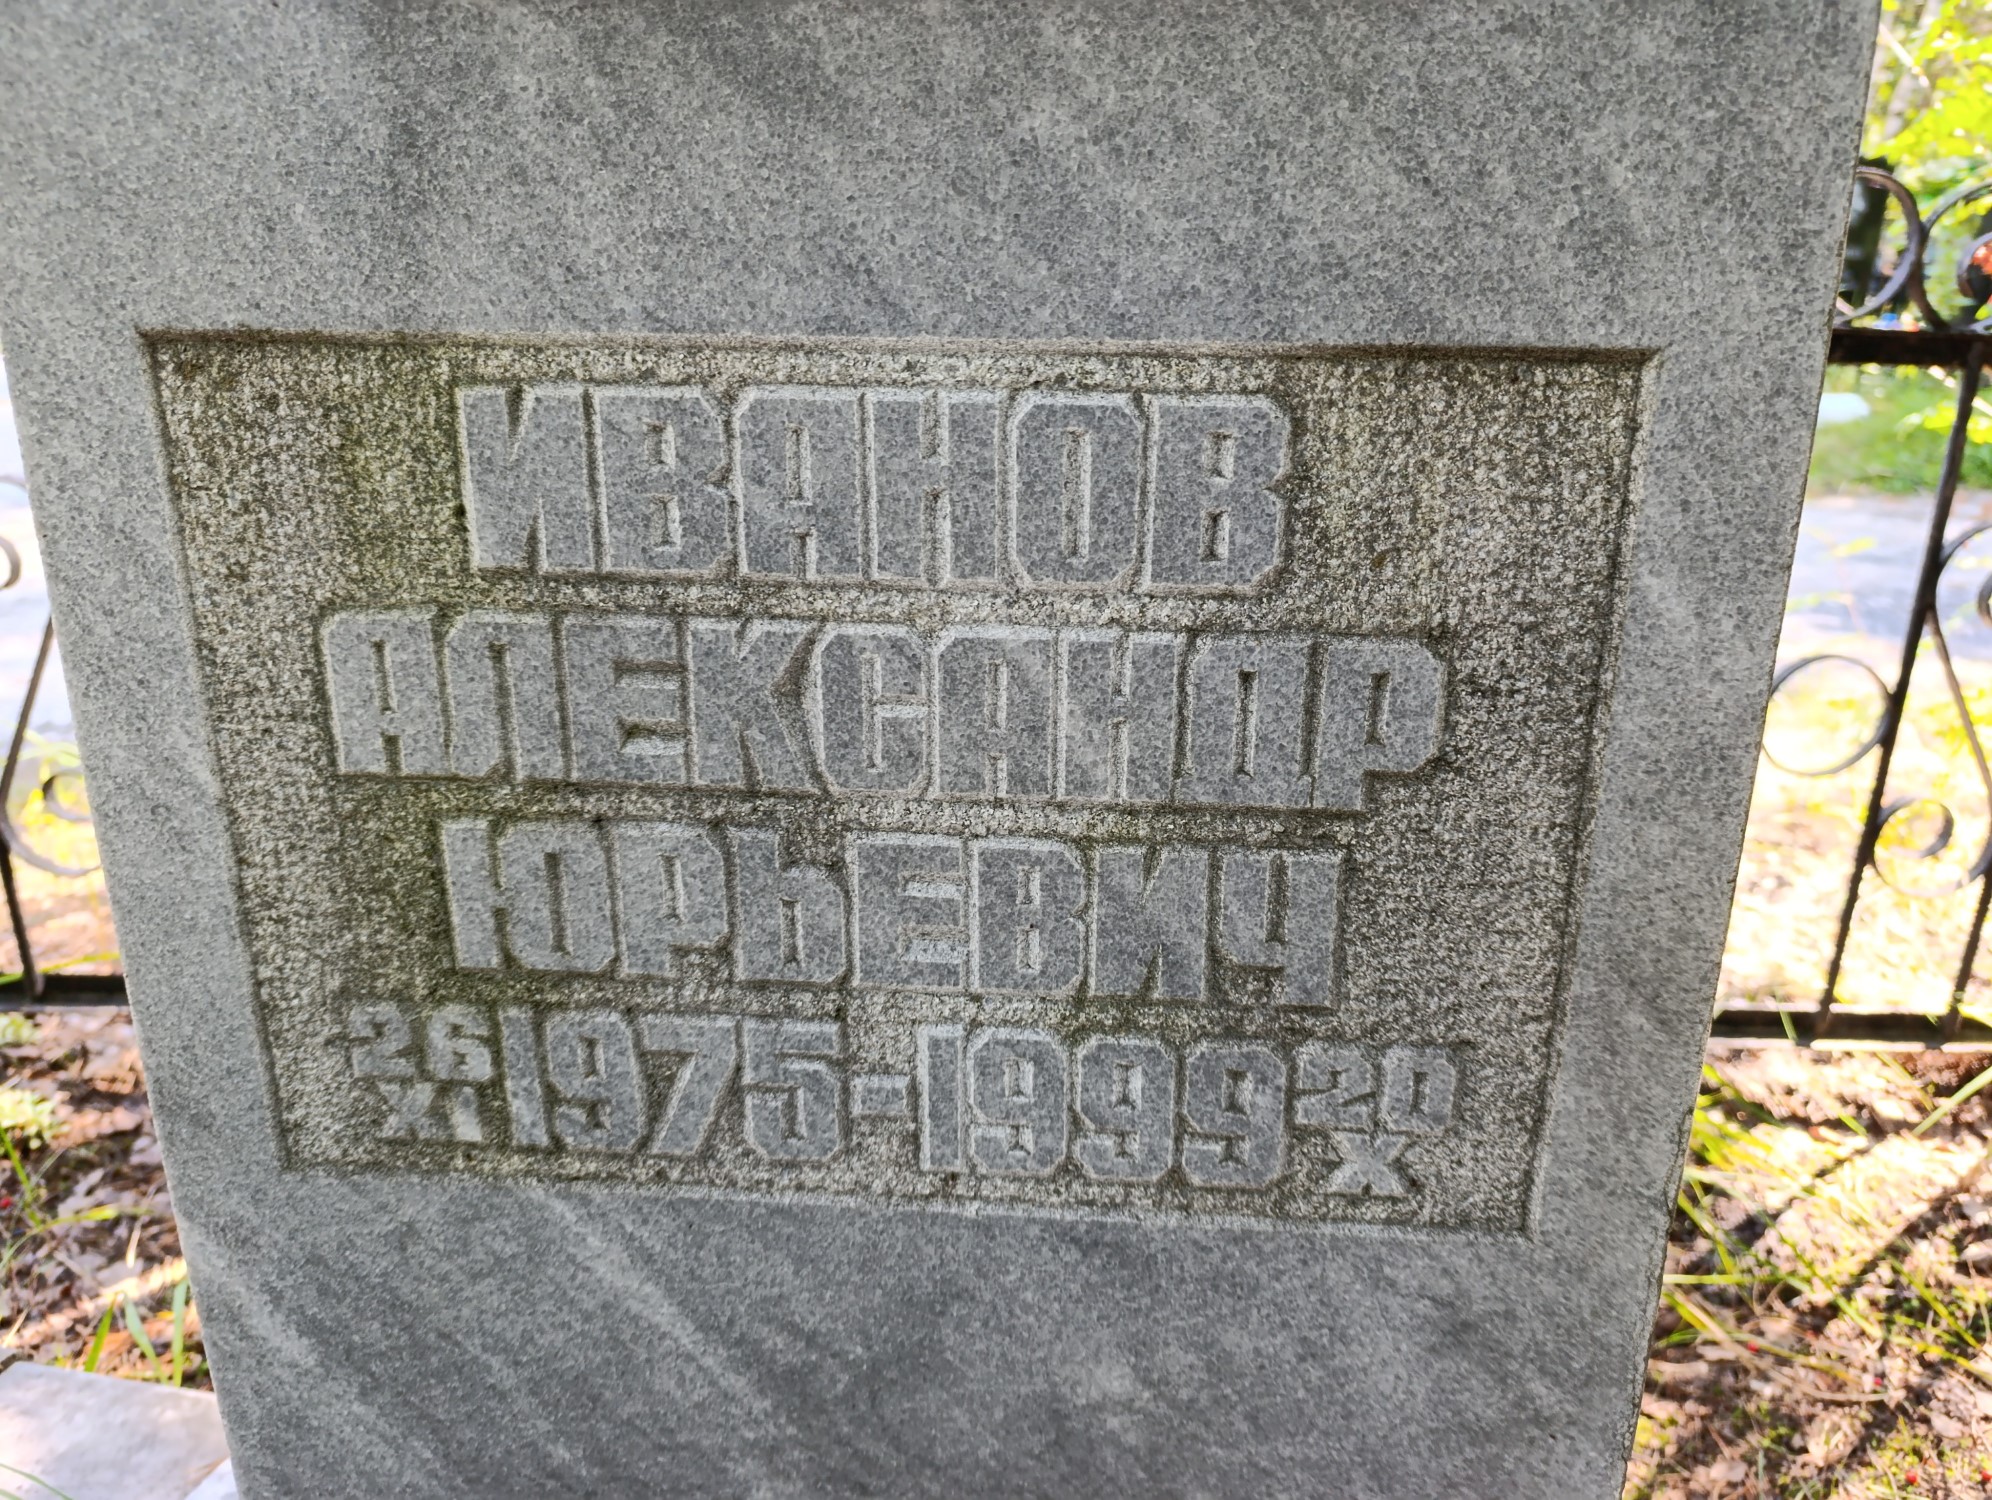 ИВАНОВ
АЛЕКСАНДР
ЮРЬЕВИЧ
26 XI 1975-1999 20 X